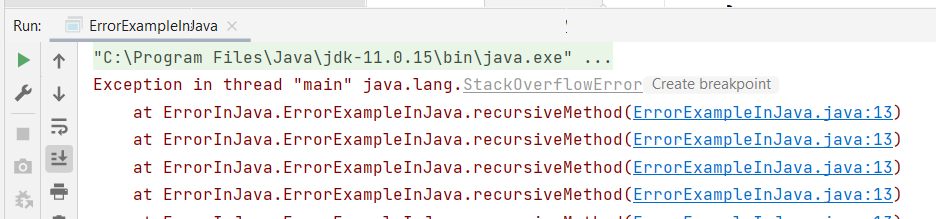 Run: ErrorExampleInJava ×
"C:\Program Files\Java\jdk-11.0.15\bin\java.exe" ...
Exception in thread "main" java.lang.StackOverflowError Create breakpoint
at ErrorInJava.ErrorExampleInJava.recursiveMethod(ErrorExampleInJava.java:13)
at ErrorInJava.ErrorExampleInJava.recursiveMethod(ErrorExampleInJava.java:13)
at ErrorInJava.ErrorExampleInJava.recursiveMethod(ErrorExampleInJava.java:13)
at ErrorInJava.ErrorExampleInJava.recursiveMethod(ErrorExampleInJava.java:13)